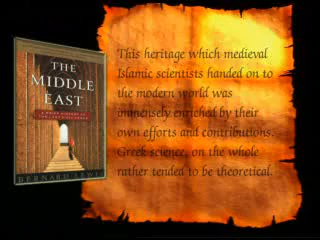 THE
MIDDLE
EAST
BERNARD LEWIS
This heritage which medieval
Islamic scientists handed on to
the modern world was
immensely enriched by their
own efforts and contributions.
Greek science, on the whole
rather tended to be theoretical.